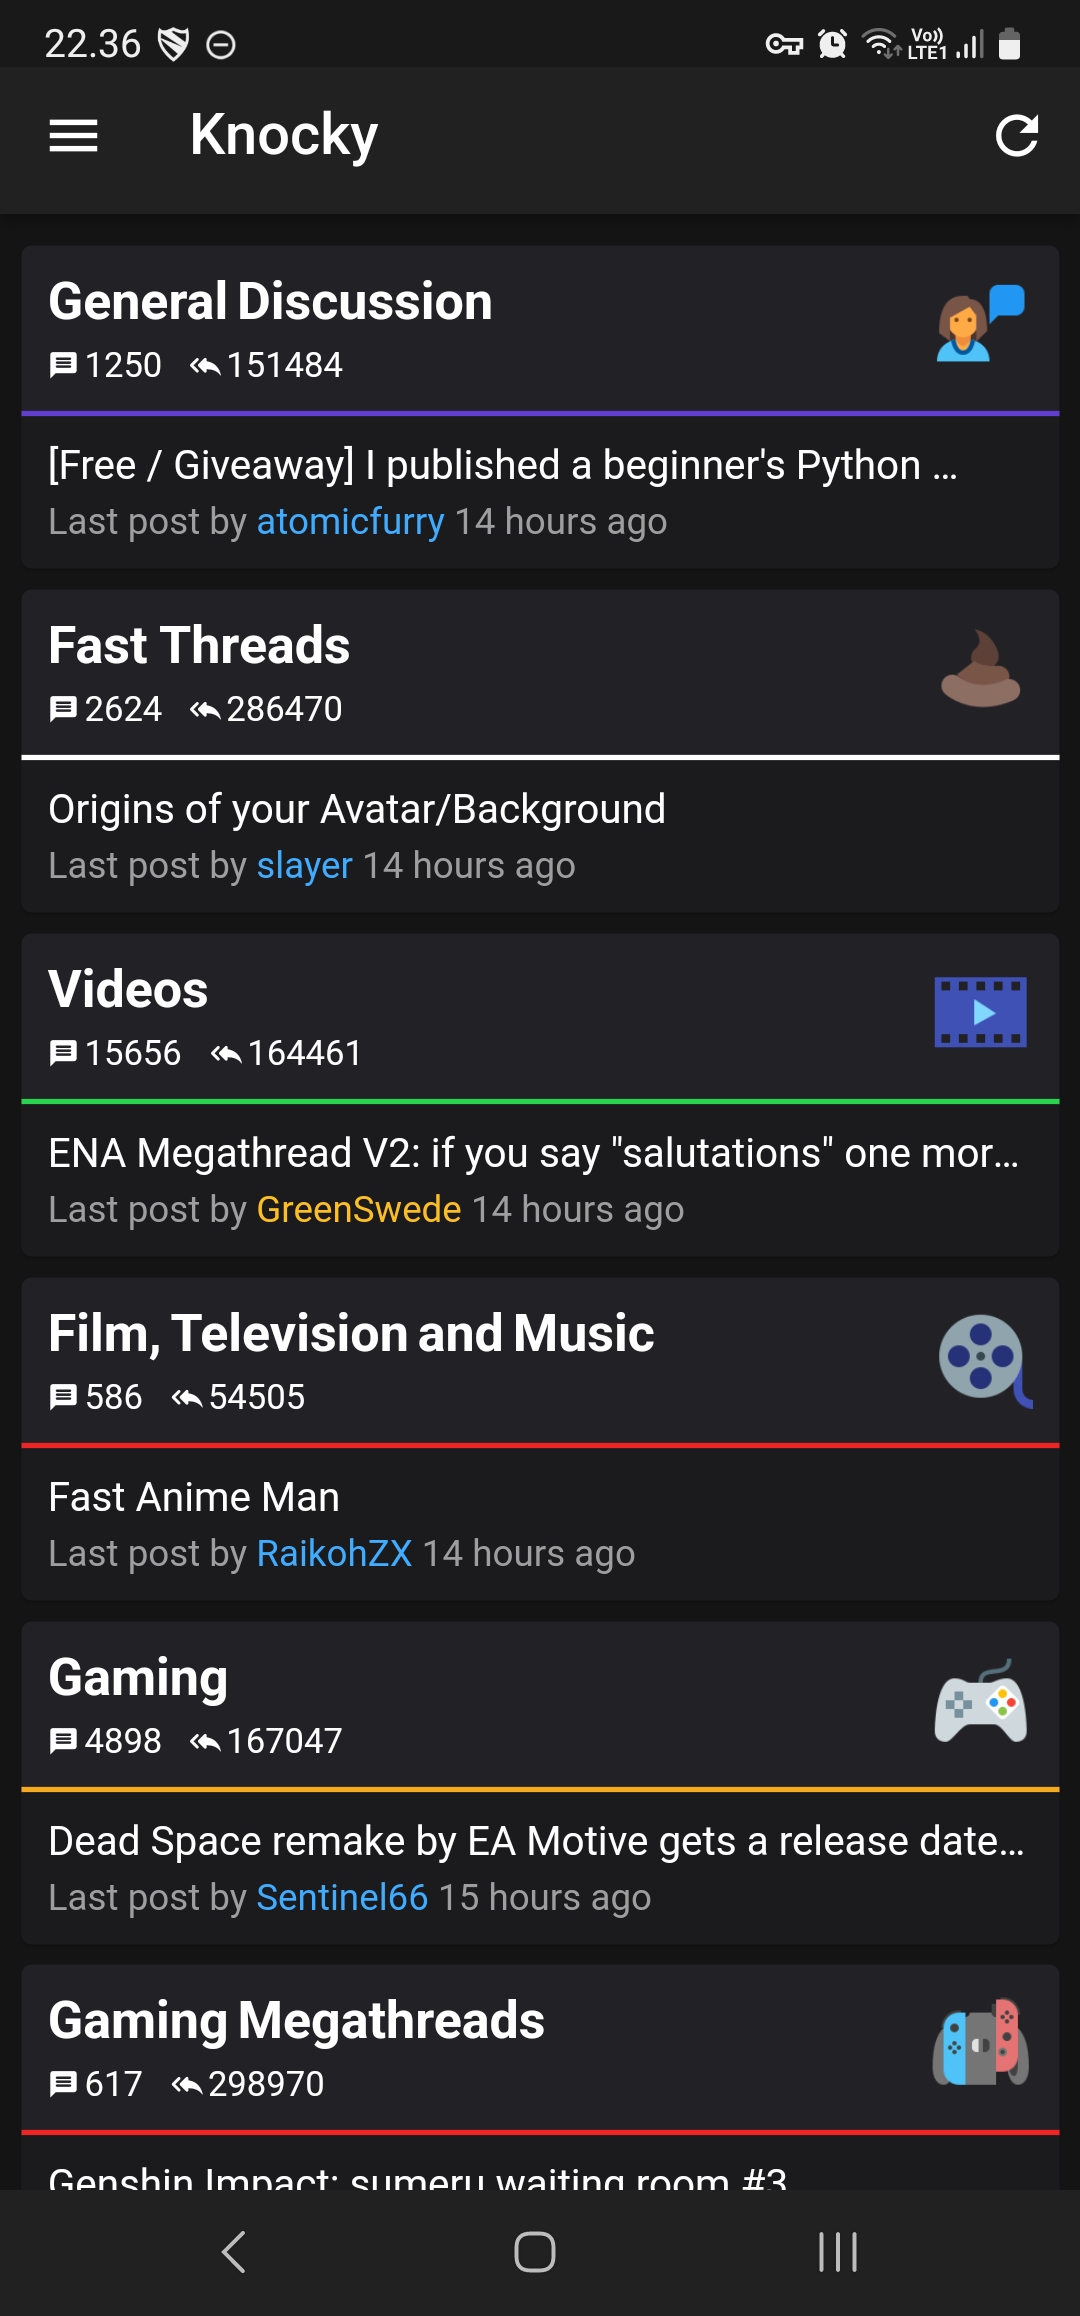 22.36
Vo)) LTE1
Knocky
General Discussion
1250 151484
[Free / Giveaway] I published a beginner's Python ...
Last post by atomicfurry 14 hours ago
Fast Threads
2624 286470
Origins of your Avatar/Background
Last post by slayer 14 hours ago
Videos
15656 164461
ENA Megathread V2: if you say "salutations" one mor...
Last post by GreenSwede 14 hours ago
Film, Television and Music
586 54505
Fast Anime Man
Last post by RaikohZX 14 hours ago
Gaming
4898 167047
Dead Space remake by EA Motive gets a release date...
Last post by Sentinel66 15 hours ago
Gaming Megathreads
617 298970
Genshin Impact: sumeru waiting room #3